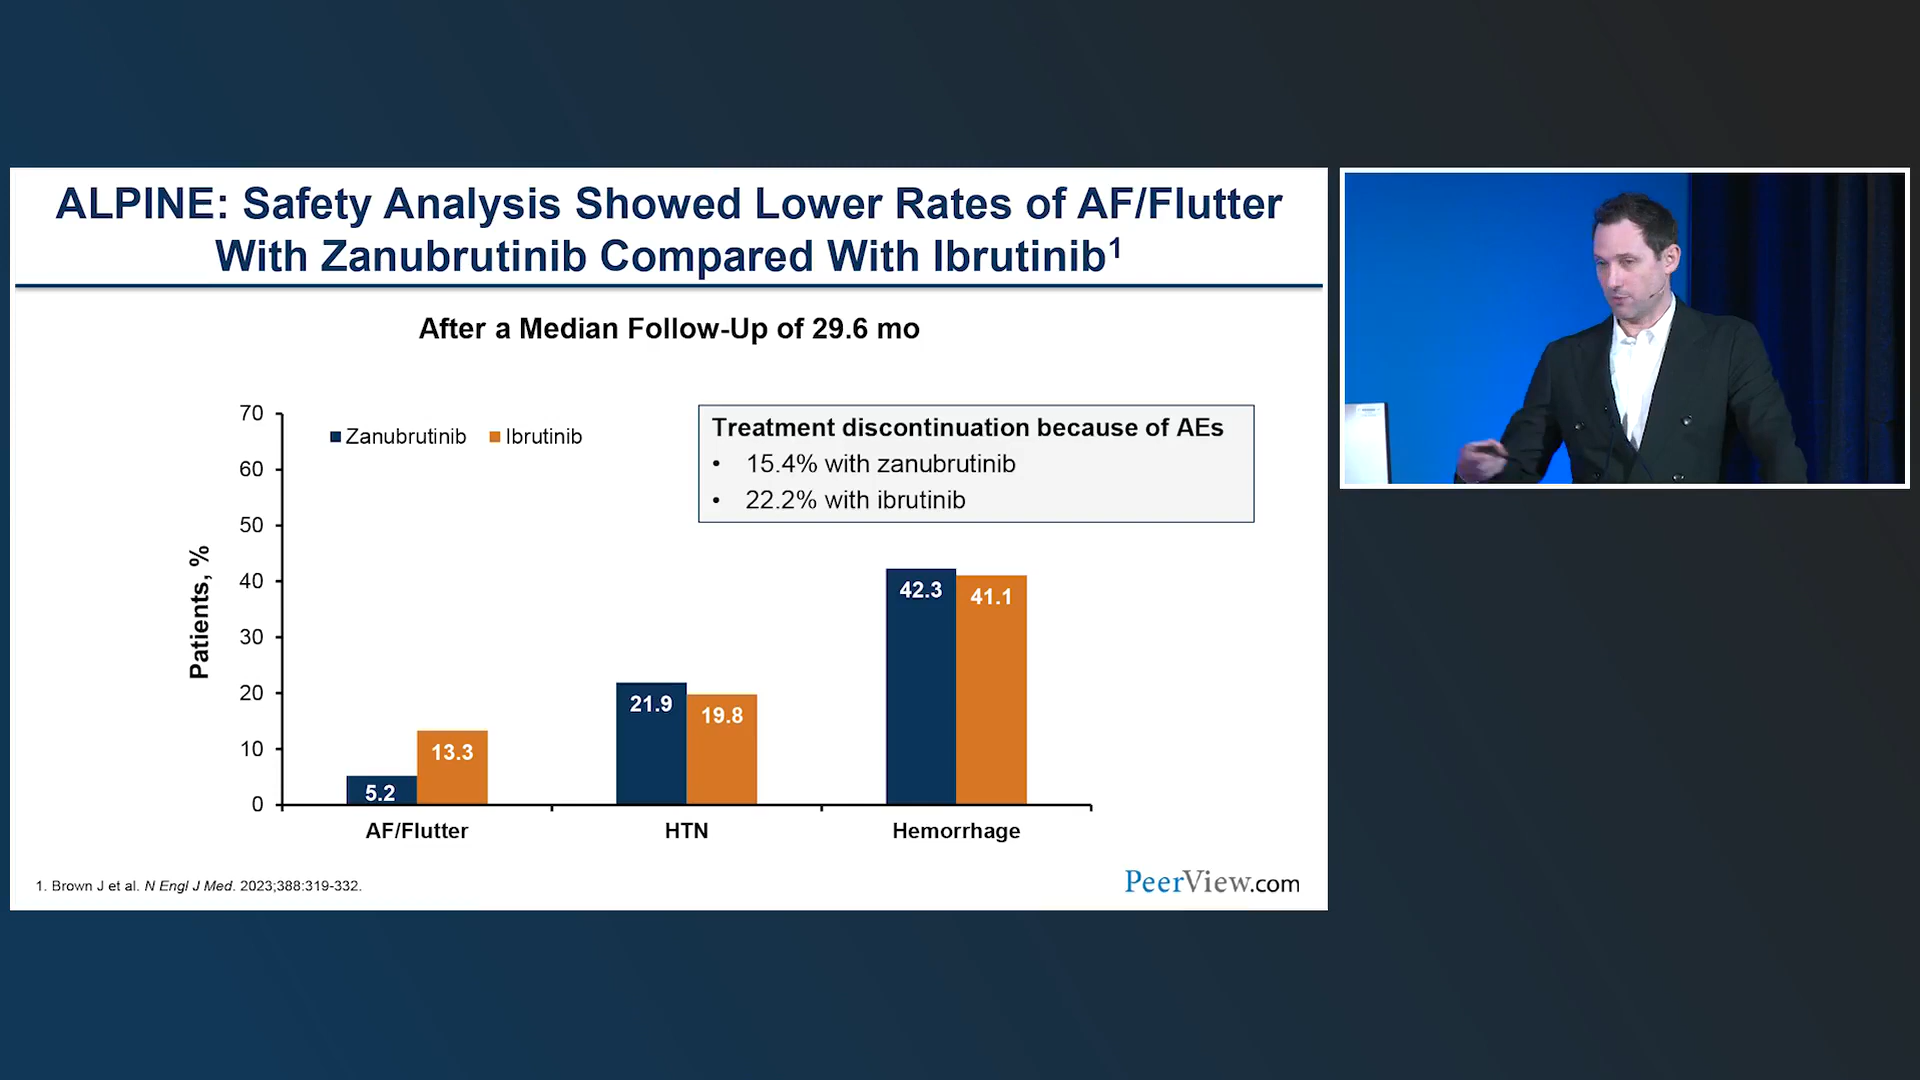 ALPINE: Safety Analysis Showed Lower Rates of AF/Flutter
With Zanubrutinib Compared With Ibrutinib1
After a Median Follow-Up of 29.6 mo
Zanubrutinib
Ibrutinib
Treatment discontinuation because of AEs
• 15.4% with zanubrutinib
• 22.2% with ibrutinib
Patients, %
70
60
50
40
30
20
10
0
5.2
13.3
21.9
19.8
42.3
41.1
AF/Flutter
HTN
Hemorrhage
1. Brown J et al. N Engl J Med. 2023;388:319-332.
PeerView.com